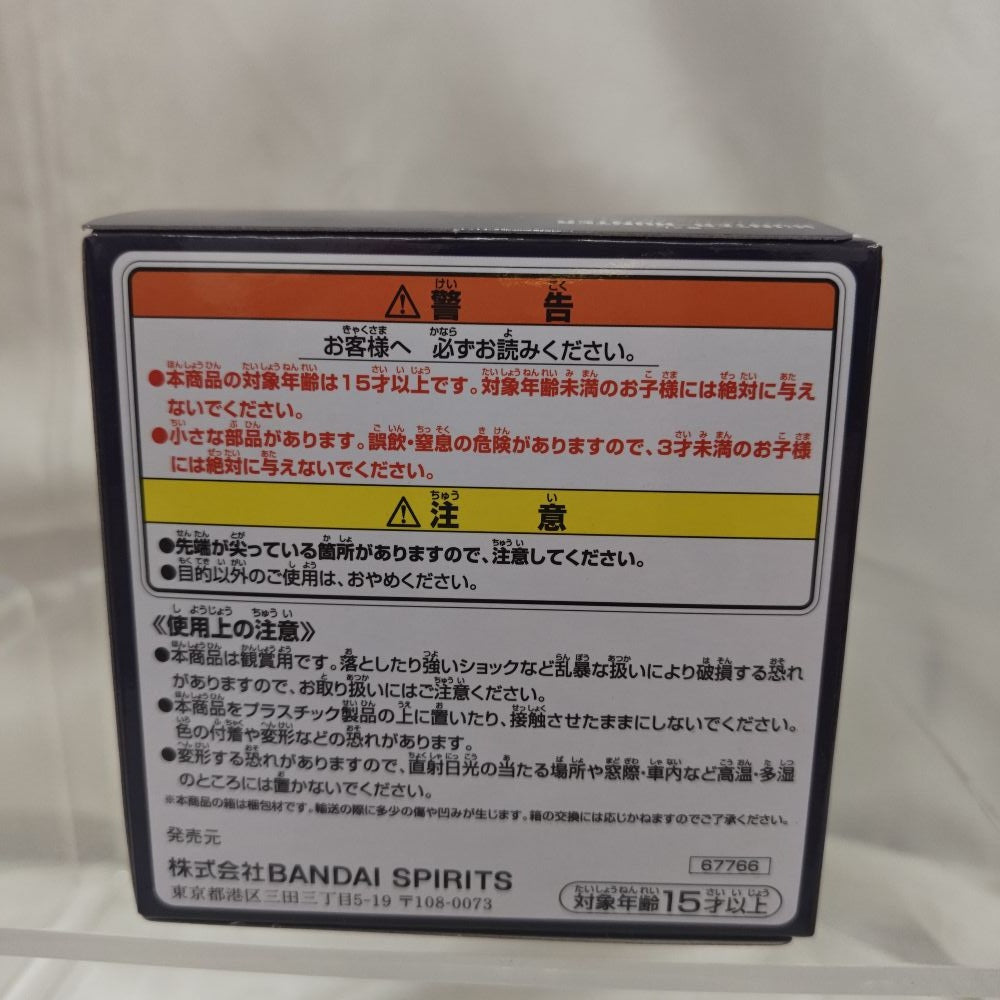 警告
お客様へ 必ずお読みください。
●本商品の対象年齢は15才以上です。対象年齢未満のお子様には絶対に与え
ないでください。
●小さな部品があります。誤飲・窒息の危険がありますので、3才未満のお子様
には絶対に与えないでください。
注意
●先端が尖っている箇所がありますので、注意してください。
●目的以外のご使用は、おやめください。
《使用上の注意》
●本商品は観賞用です。落としたり強いショックなど乱暴な扱いにより破損する恐れ
がありますので、お取り扱いにはご注意ください。
●本商品をプラスチック製品の上に置いたり、接触させたままにしないでください。
色の付着や変形などの恐れがあります。
●変形する恐れがありますので、直射日光の当たる場所や窓際・車内など高温・多湿
のところには置かないでください。
※本商品の箱は梱包材です。輸送の際に多少の傷や凹みが生じます。箱の交換には応じかねますのでご了承ください。
発売元
株式会社BANDAI SPIRITS
東京都港区三田三丁目5-19 〒108-0073
67766
対象年齢15才以上